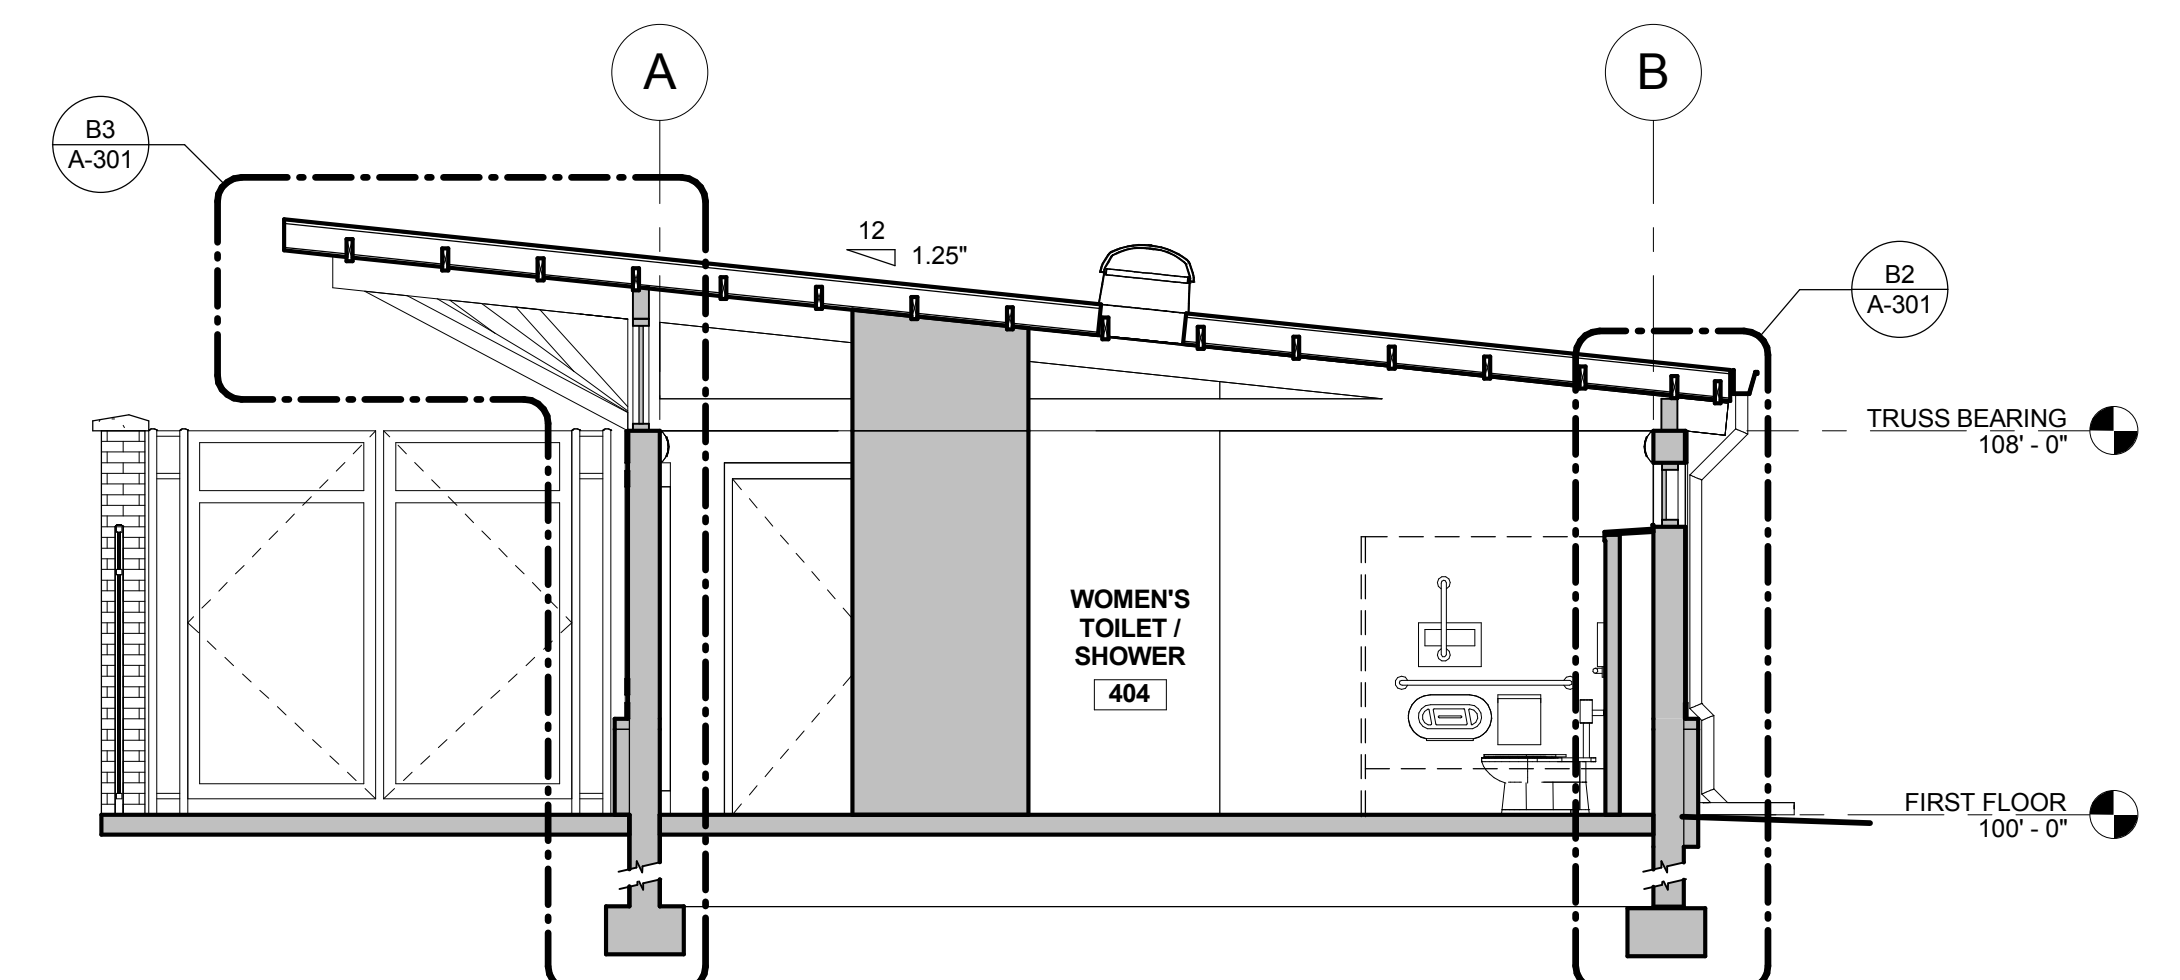 A
B
B3
A-301
12
1.25"
B2
A-301
TRUSS BEARING
108' - 0"
WOMEN'S
TOILET /
SHOWER
404
FIRST FLOOR
100' - 0"